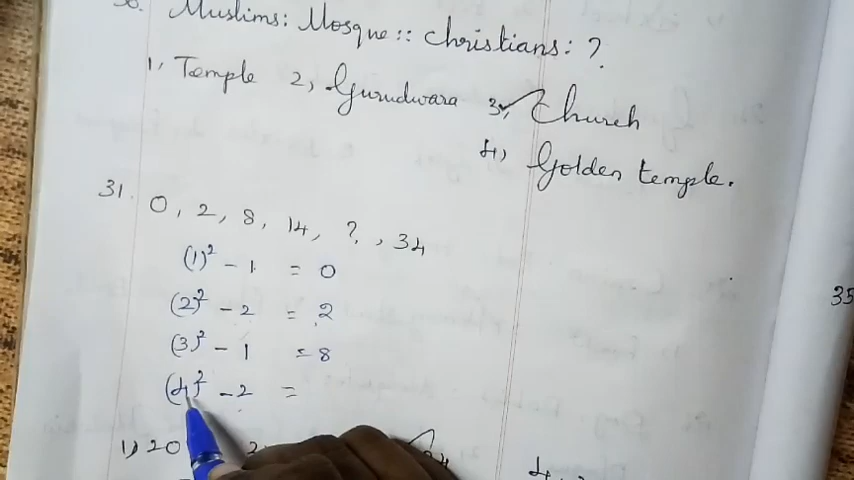 Muslims: Mosque:: Christians: ?
1, Temple 2, Gurudwara 3, Church
4, Golden temple.
31. 0, 2, 8, 14, ?, 34
(1)² - 1 = 0
(2)² - 2 = 2
(3)² - 1 = 8
(4)² - 2 =
1) 20
35